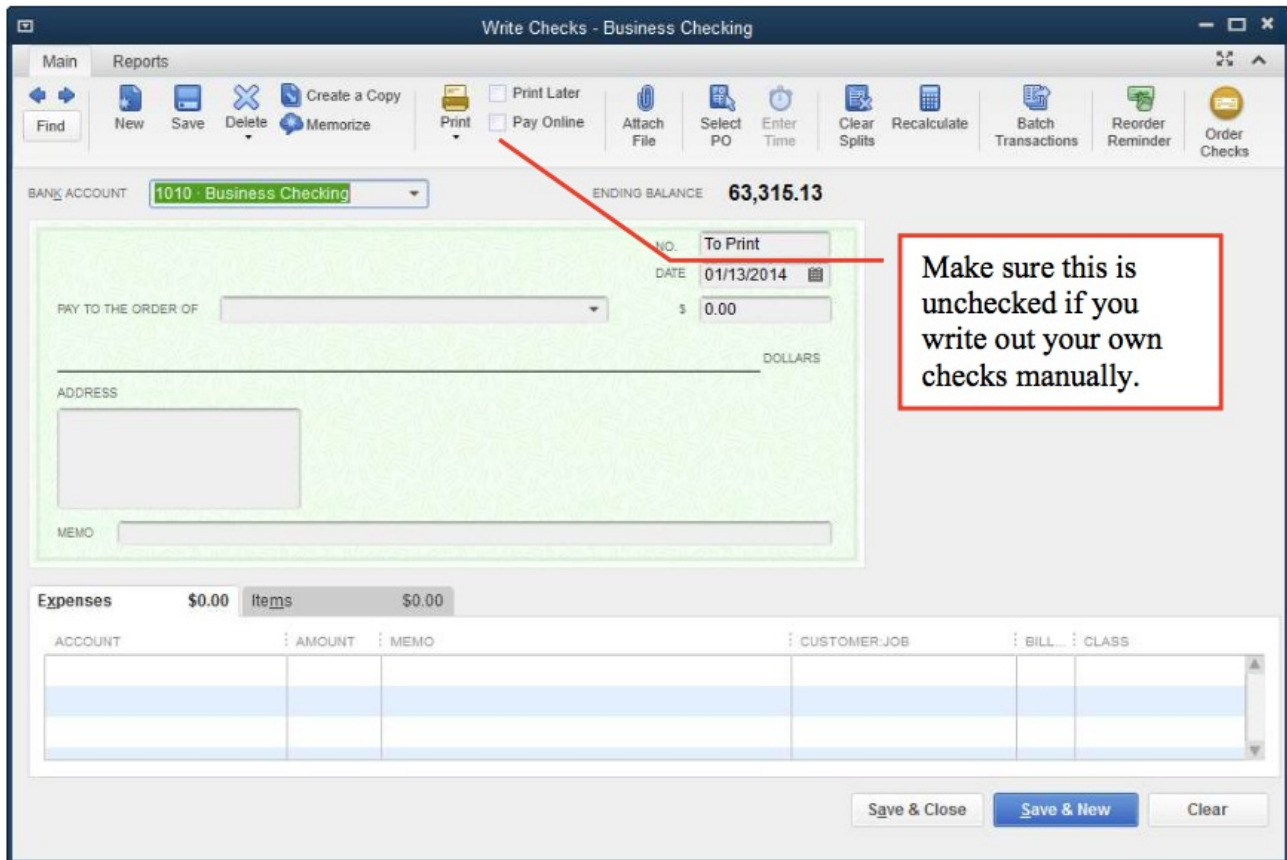 Write Checks - Business Checking
Main Reports
Find
New
Save
Delete
Create a Copy
Memorize
Print
Print Later
Pay Online
Attach File
Select PO
Enter Time
Clear Splits
Recalculate
Batch Transactions
Reorder Reminder
Order Checks
BANK ACCOUNT 1010 · Business Checking ENDING BALANCE 63,315.13
NO. To Print
DATE 01/13/2014
PAY TO THE ORDER OF $ 0.00
DOLLARS
ADDRESS
MEMO
Make sure this is
unchecked if you
write out your own
checks manually.
Expenses $0.00 Items $0.00
ACCOUNT AMOUNT MEMO CUSTOMER:JOB BILL... CLASS
Save & Close Save & New Clear